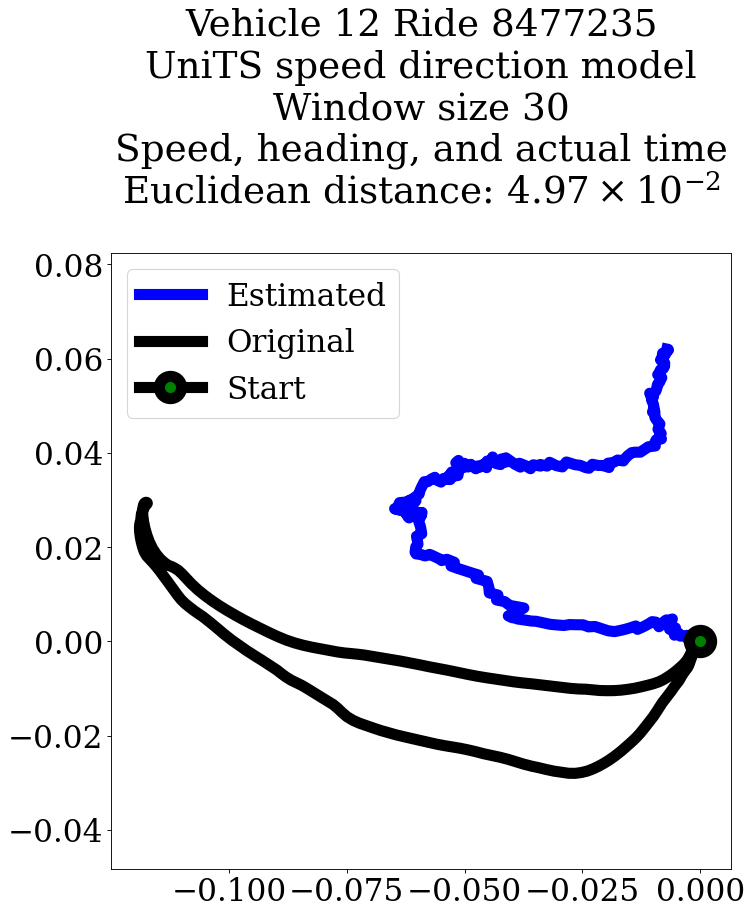 Vehicle 12 Ride 8477235
UniTS speed direction model
Window size 30
Speed, heading, and actual time
Euclidean distance: 4.97 × 10⁻²
0.08
0.06
0.04
0.02
0.00
−0.02
−0.04
Estimated
Original
Start
−0.100 −0.075 −0.050 −0.025 0.000